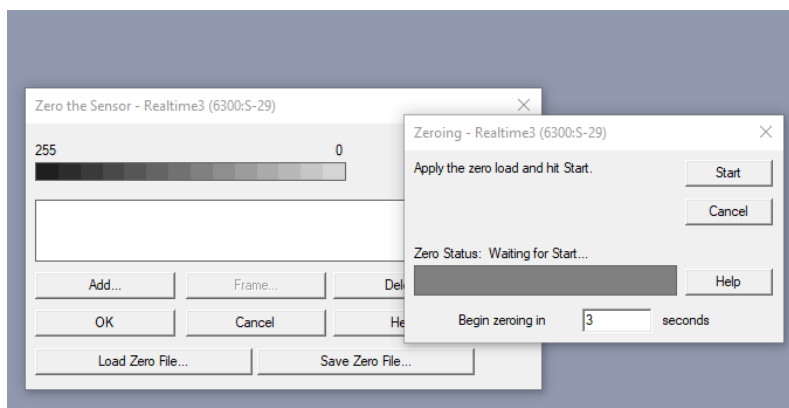 Zero the Sensor - Realtime3 (6300:S-29)
255 0
Add... Frame... Del
OK Cancel He
Load Zero File... Save Zero File...
Zeroing - Realtime3 (6300:S-29)
Apply the zero load and hit Start.
Start
Cancel
Zero Status: Waiting for Start...
Help
Begin zeroing in 3 seconds